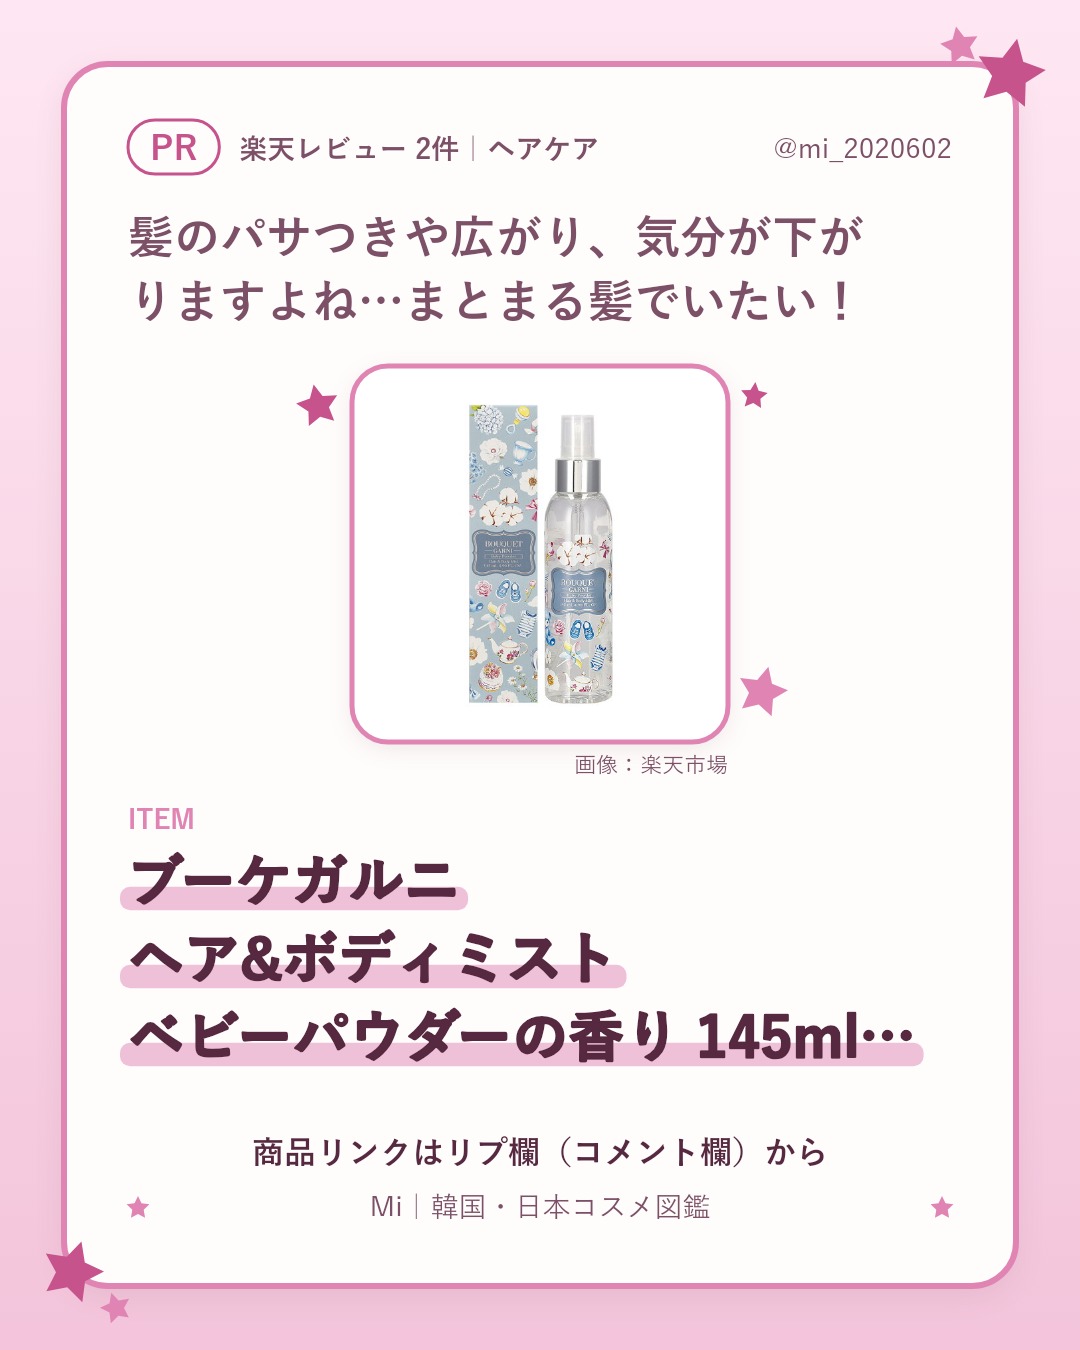 PR 楽天レビュー 2件｜ヘアケア @mi_2020602
髪のパサつきや広がり、気分が下が
りますよね…まとまる髪でいたい！
BOUQUET
GARNI
BOUQUE
GARNI
画像：楽天市場
ITEM
ブーケガルニ
ヘア&ボディミスト
ベビーパウダーの香り 145ml…
商品リンクはリプ欄（コメント欄）から
Mi｜韓国・日本コスメ図鑑